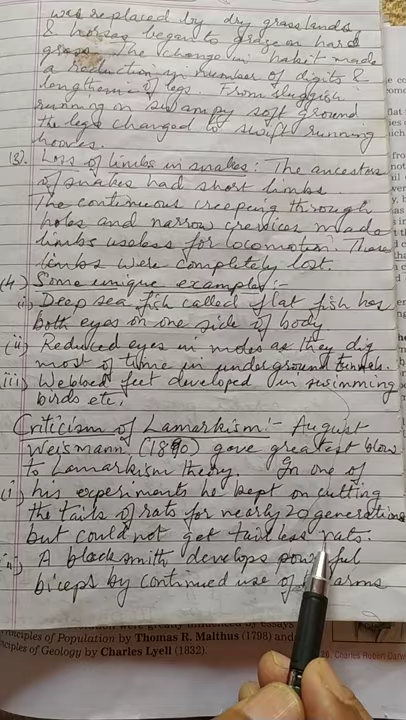 was replaced by dry grasslands
& horses began to graze on hard
grass. The change in habit made
a reduction in number of digits &
of legs. From sluggish
running on swampy soft ground
the legs changed to swift running
(3). Loss of limbs in snakes: The ancestors
of snakes had short limbs.
The continuous creeping through
holes and narrow crevices made
limbs useless for locomotion. These
limbs were completely lost.
(4) Some unique examples:-
(i) Deep sea fish called flat fish has
both eyes on one side of body
(ii) Reduced eyes in moles as they dig
most of time in underground tunnels.
iii) Webbed feet developed in swimming
birds etc.
Criticism of Lamarkism:- August
Weismann (1890) gave greatest blow
to Lamarkism theory. In one of
(i) his experiments he kept on cutting
the tails of rats for nearly 20 generations
but could not get tailless rats.
(ii) A blacksmith develops powerful
biceps by continued use of arms
Principles of Population by Thomas R. Malthus (1798) and
ciples of Geology by Charles Lyell (1832).
Charles Robert Darw